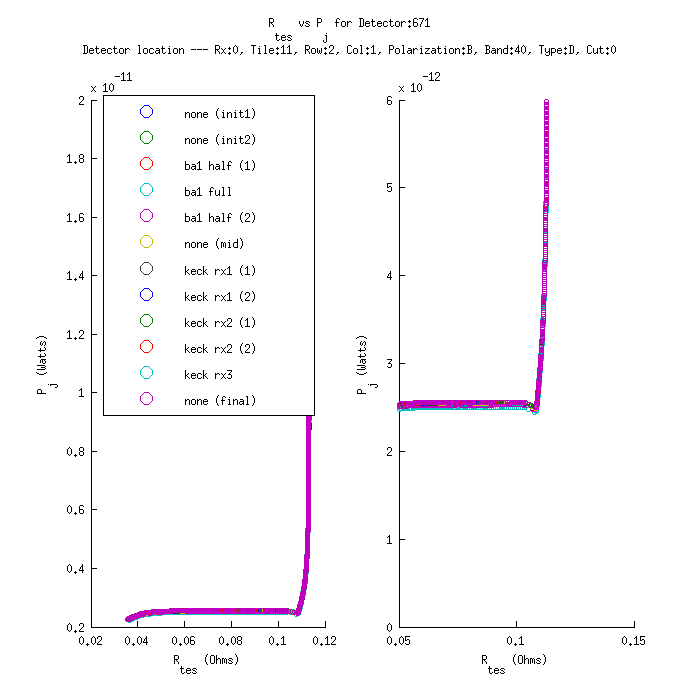 R    vs P  for Detector:671
tes    j
Detector location --- Rx:0, Tile:11, Row:2, Col:1, Polarization:B, Band:40, Type:D, Cut:0
x 10^-11
2
1.8
1.6
1.4
1.2
1
0.8
0.6
0.4
0.2
0.02 0.04 0.06 0.08 0.1 0.12
P_j (Watts)
R_tes (Ohms)
none (init1)
none (init2)
ba1 half (1)
ba1 full
ba1 half (2)
none (mid)
keck rx1 (1)
keck rx1 (2)
keck rx2 (1)
keck rx2 (2)
keck rx3
none (final)
x 10^-12
6
5
4
3
2
1
0
0.05 0.1 0.15
P_j (Watts)
R_tes (Ohms)